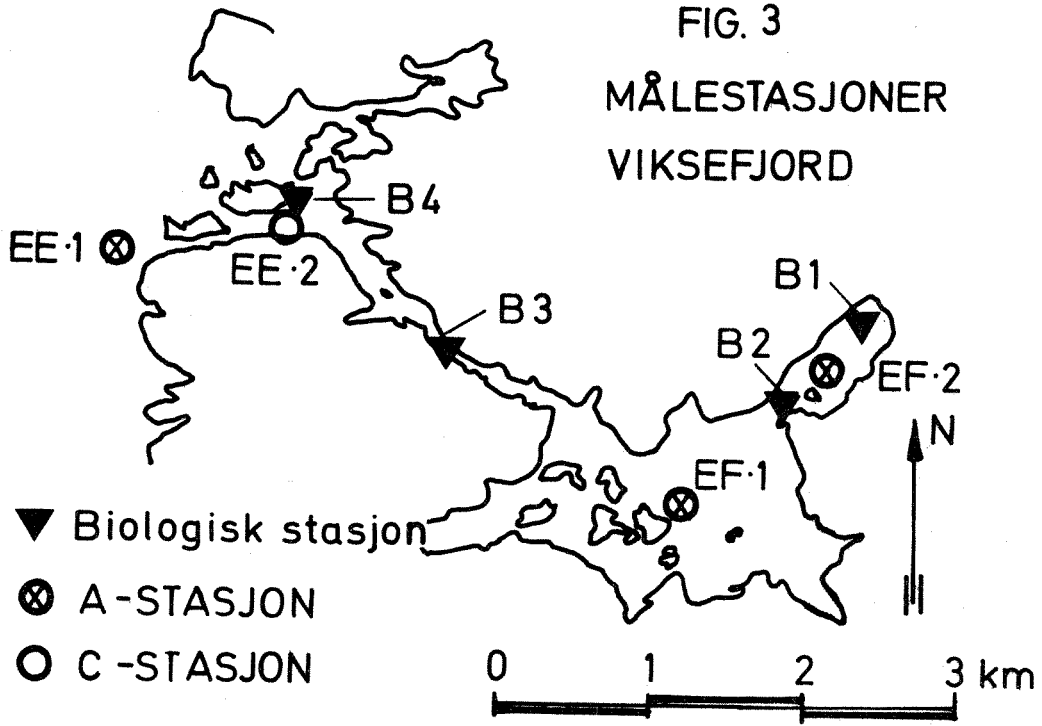 FIG. 3
MÅLESTASJONER
VIKSEFJORD
B4
EE·1
EE·2
B1
B3
B2
EF·2
N
EF·1
Biologisk stasjon
A-STASJON
C-STASJON
0 1 2 3 km